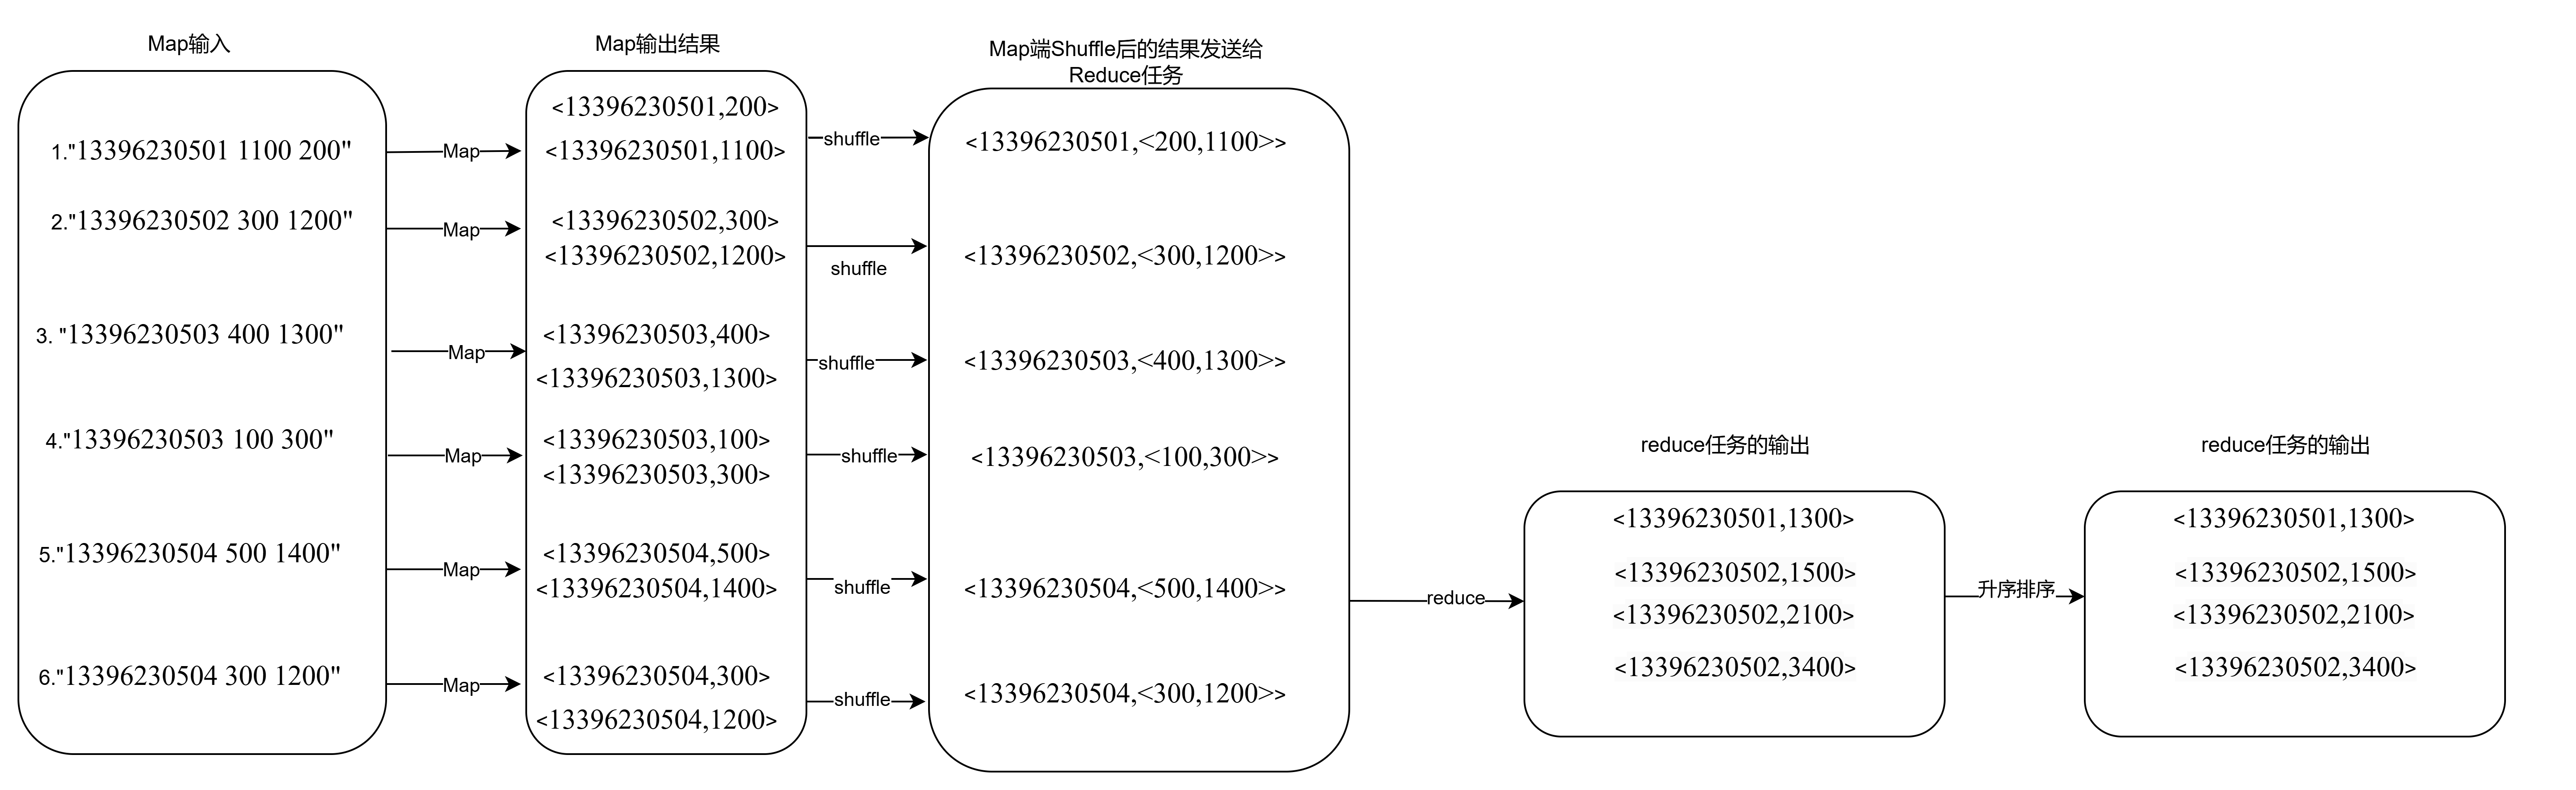 Map输入
1."13396230501 1100 200"
2."13396230502 300 1200"
3. "13396230503 400 1300"
4."13396230503 100 300"
5."13396230504 500 1400"
6."13396230504 300 1200"
Map
Map
Map
Map
Map
Map
Map输出结果
<13396230501,200>
<13396230501,1100>
<13396230502,300>
<13396230502,1200>
<13396230503,400>
<13396230503,1300>
<13396230503,100>
<13396230503,300>
<13396230504,500>
<13396230504,1400>
<13396230504,300>
<13396230504,1200>
shuffle
shuffle
shuffle
shuffle
shuffle
shuffle
Map端Shuffle后的结果发送给
Reduce任务
<13396230501,<200,1100>>
<13396230502,<300,1200>>
<13396230503,<400,1300>>
<13396230503,<100,300>>
<13396230504,<500,1400>>
<13396230504,<300,1200>>
reduce
reduce任务的输出
<13396230501,1300>
<13396230502,1500>
<13396230502,2100>
<13396230502,3400>
升序排序
reduce任务的输出
<13396230501,1300>
<13396230502,1500>
<13396230502,2100>
<13396230502,3400>